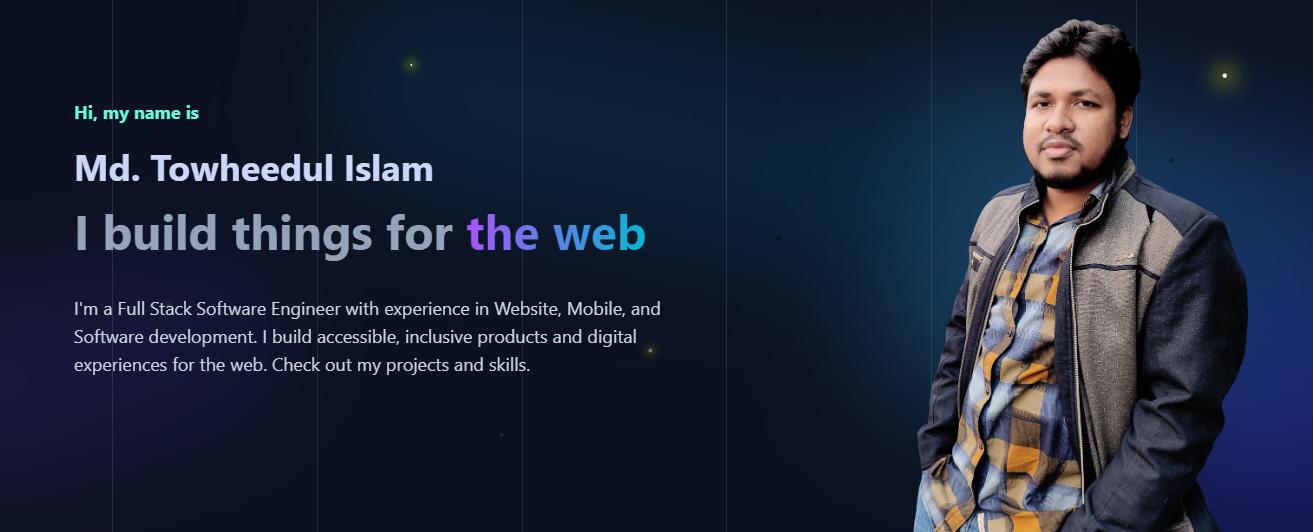 Hi, my name is
Md. Towheedul Islam
I build things for the web
I'm a Full Stack Software Engineer with experience in Website, Mobile, and
Software development. I build accessible, inclusive products and digital
experiences for the web. Check out my projects and skills.